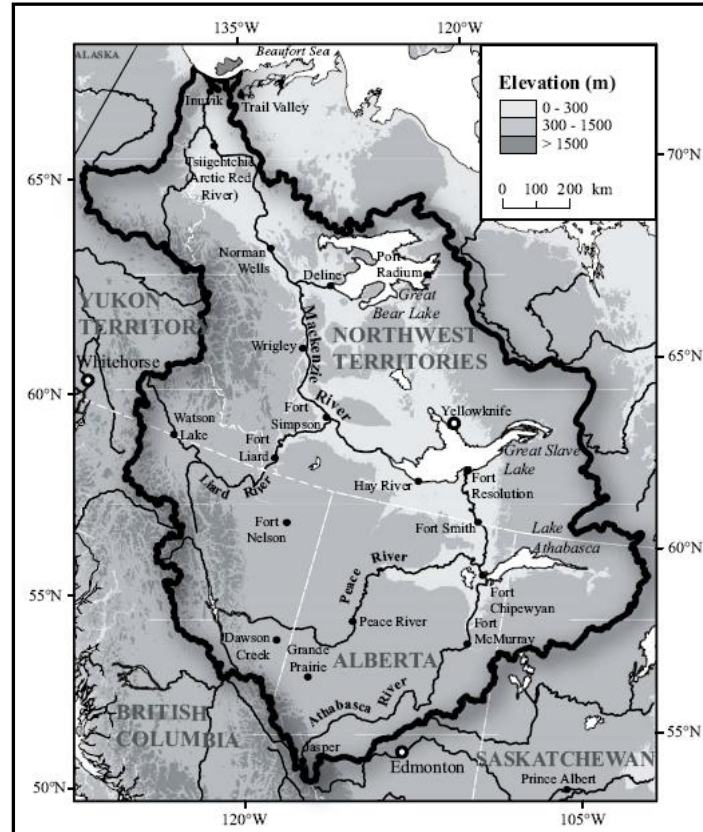 135°W
120°W
ALASKA
Beaufort Sea
Inuvik
Trail Valley
Elevation (m)
0 - 300
300 - 1500
> 1500
0 100 200 km
70°N
65°N
Tsiigehtchic
(Arctic Red
River)
Norman
Wells
Deline
Port
Radium
Great
Bear Lake
YUKON
TERRITORY
Mackenzie
River
NORTHWEST
TERRITORIES
Wrigley
65°N
Whitehorse
60°N
Watson
Lake
Fort
Simpson
Yellowknife
Fort
Liard
Liard River
Great Slave
Lake
Hay River
Fort
Resolution
Fort
Nelson
Fort Smith
Lake
Athabasca
60°N
Peace River
55°N
Fort
Chipewyan
Peace River
Fort
McMurray
Dawson
Creek
Grande
Prairie
ALBERTA
Athabasca River
BRITISH
COLUMBIA
Jasper
Edmonton
SASKATCHEWAN
55°N
Prince Albert
50°N
120°W
105°W